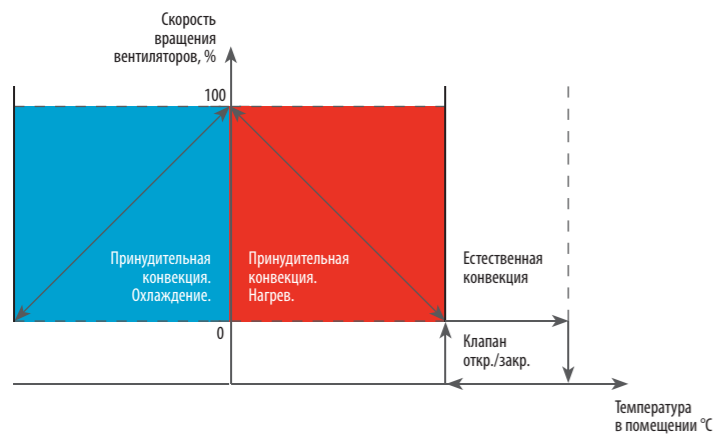 Скорость
вращения
вентиляторов, %
100
Принудительная
конвекция.
Охлаждение.
Принудительная
конвекция.
Нагрев.
Естественная
конвекция
0
Клапан
откр./закр.
Температура
в помещении °C